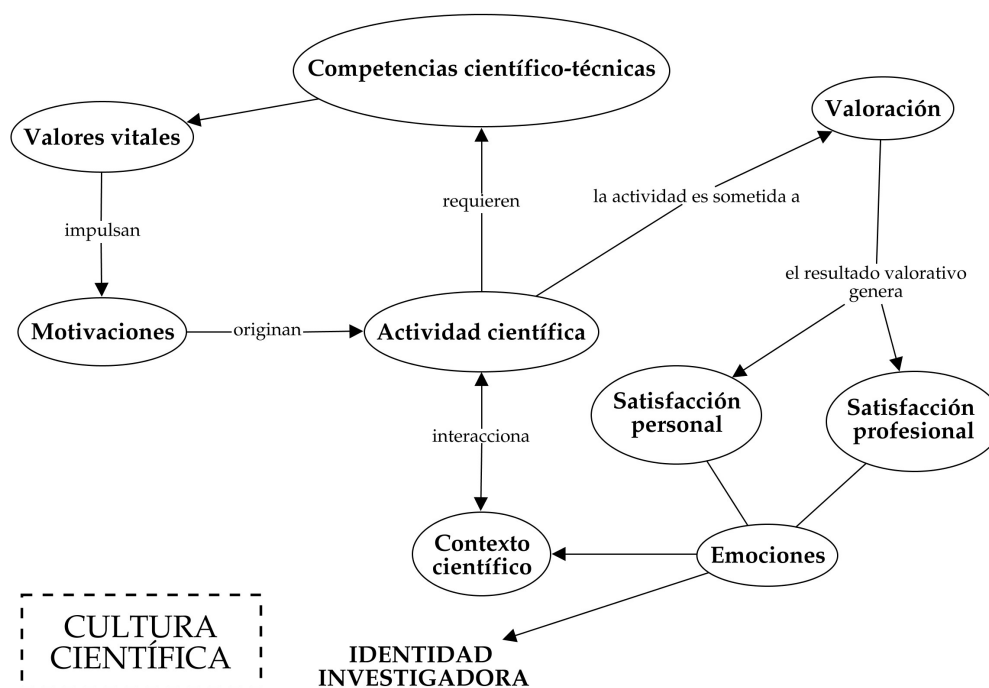 Competencias científico-técnicas
Valoración
Valores vitales
requieren
la actividad es sometida a
impulsan
el resultado valorativo
genera
Motivaciones
originan
Actividad científica
Satisfacción
personal
Satisfacción
profesional
interacciona
Contexto
científico
Emociones
CULTURA
CIENTÍFICA
IDENTIDAD
INVESTIGADORA